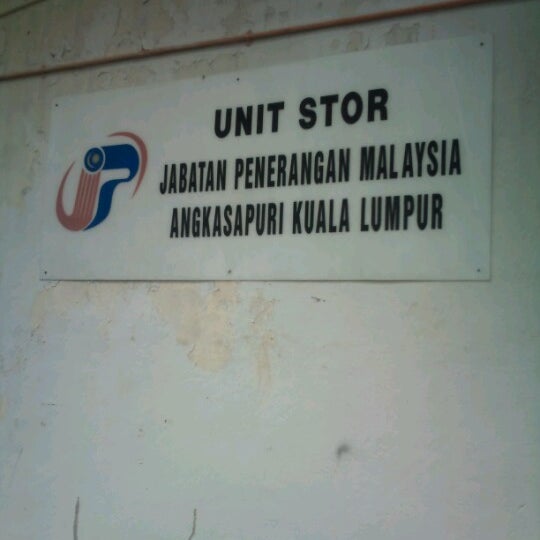 UNIT STOR
JABATAN PENERANGAN MALAYSIA
ANGKASAPURI KUALA LUMPUR